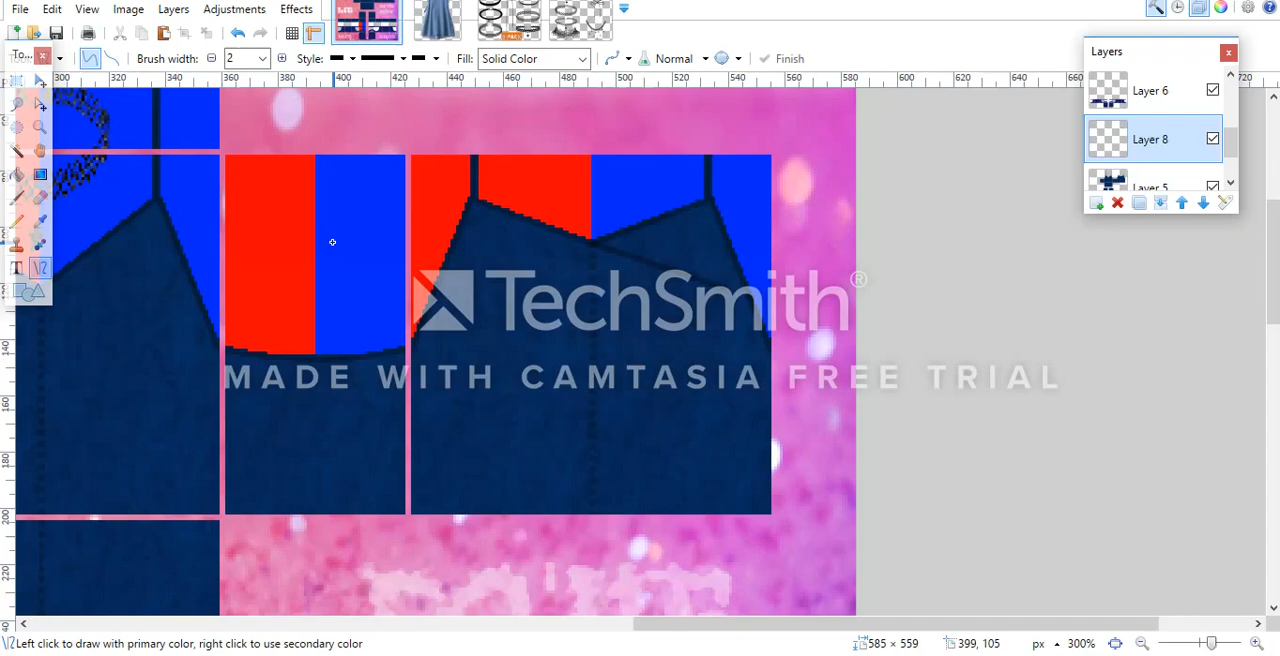 File Edit View Image Layers Adjustments Effects
To...
Brush width: 2 Style: Fill: Solid Color Normal Finish
300 320 340 360 380 400 420 440 460 480 500 520 540 560 580 600 620 640 660 720
Layers
Layer 6
Layer 8
Layer 5
140
160
180
200
220
T
TechSmith®
MADE WITH CAMTASIA FREE TRIAL
Left click to draw with primary color, right click to use secondary color 585 × 559 399, 105 px 300%